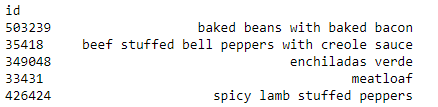 id
503239 baked beans with baked bacon
35418 beef stuffed bell peppers with creole sauce
349048 enchiladas verde
33431 meatloaf
426424 spicy lamb stuffed peppers